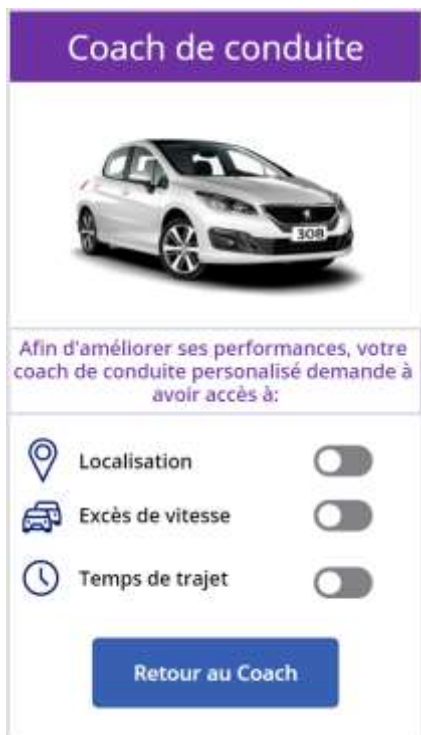 Coach de conduite
308
Afin d'améliorer ses performances, votre
coach de conduite personalisé demande à
avoir accès à:
Localisation
Excès de vitesse
Temps de trajet
Retour au Coach